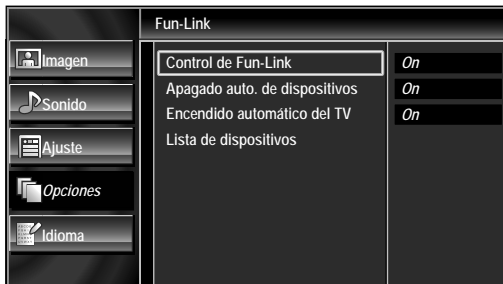 Fun-Link
Imagen
Sonido
Ajuste
Opciones
Idioma
Control de Fun-Link On
Apagado auto. de dispositivos On
Encendido automático del TV On
Lista de dispositivos